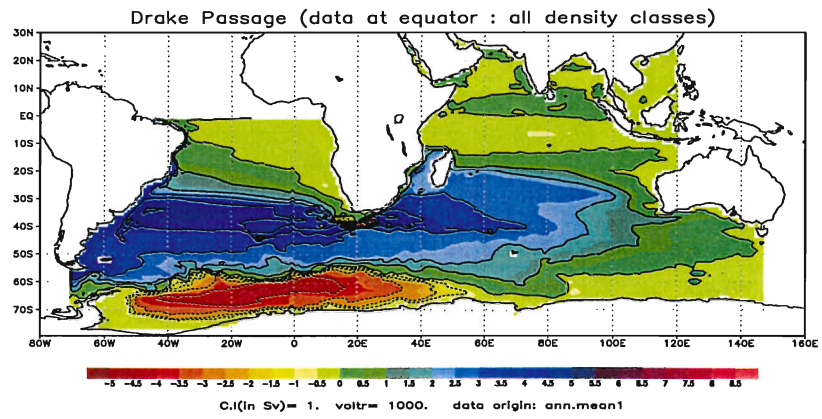 Drake Passage (data at equator : all density classes)
30N
20N
10N
EQ
10S
20S
30S
40S
50S
60S
70S
80W 60W 40W 20W 0 20E 40E 60E 80E 100E 120E 140E 160E
-5 -4.5 -4 -3.5 -3 -2.5 -2 -1.5 -1 -0.5 0 0.5 1 1.5 2 2.5 3 3.5 4 4.5 5 5.5 6 6.5 7 7.5 8 8.5
C.I(in Sv)= 1. voltr= 1000. data origin: ann.mean1